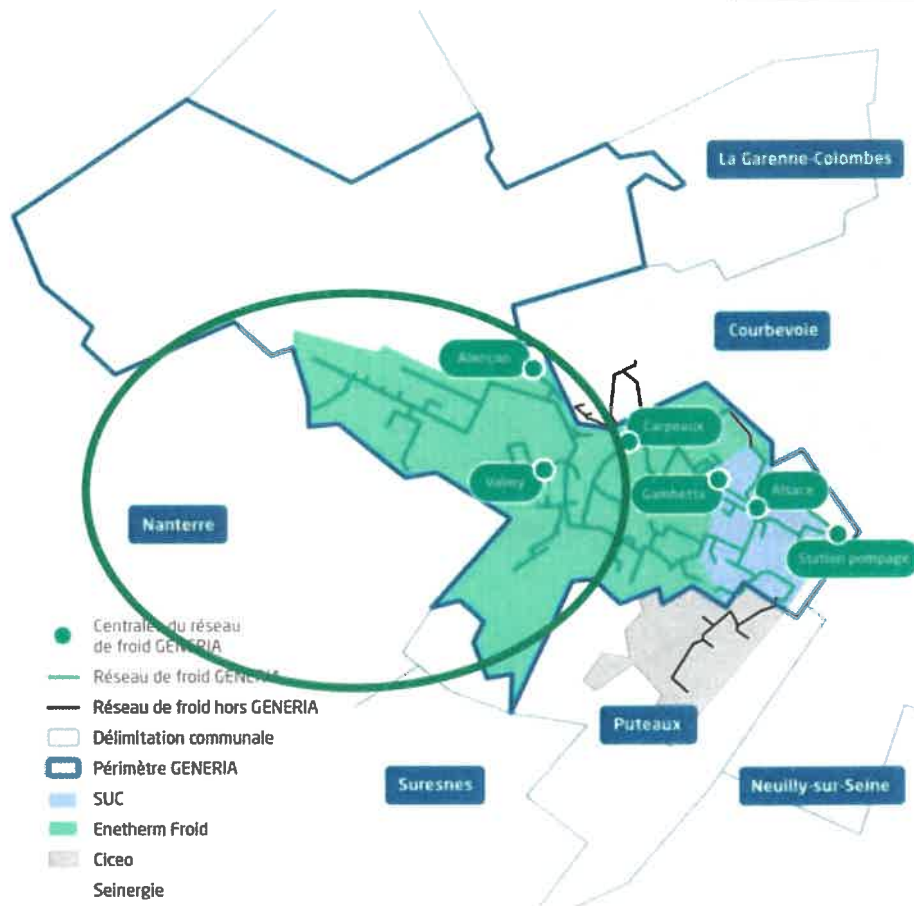 La Garenne-Colombes
Courbevoie
Alençon
Carpeaux
Valmy
Gambetta
Alsace
Nanterre
Station pompage
Centrales du réseau
de froid GENERIA
Réseau de froid GENERIA
Réseau de froid hors GENERIA
Délimitation communale
Périmètre GENERIA
SUC
Enetherm Froid
Ciceo
Seinergie
Puteaux
Suresnes
Neuilly-sur-Seine